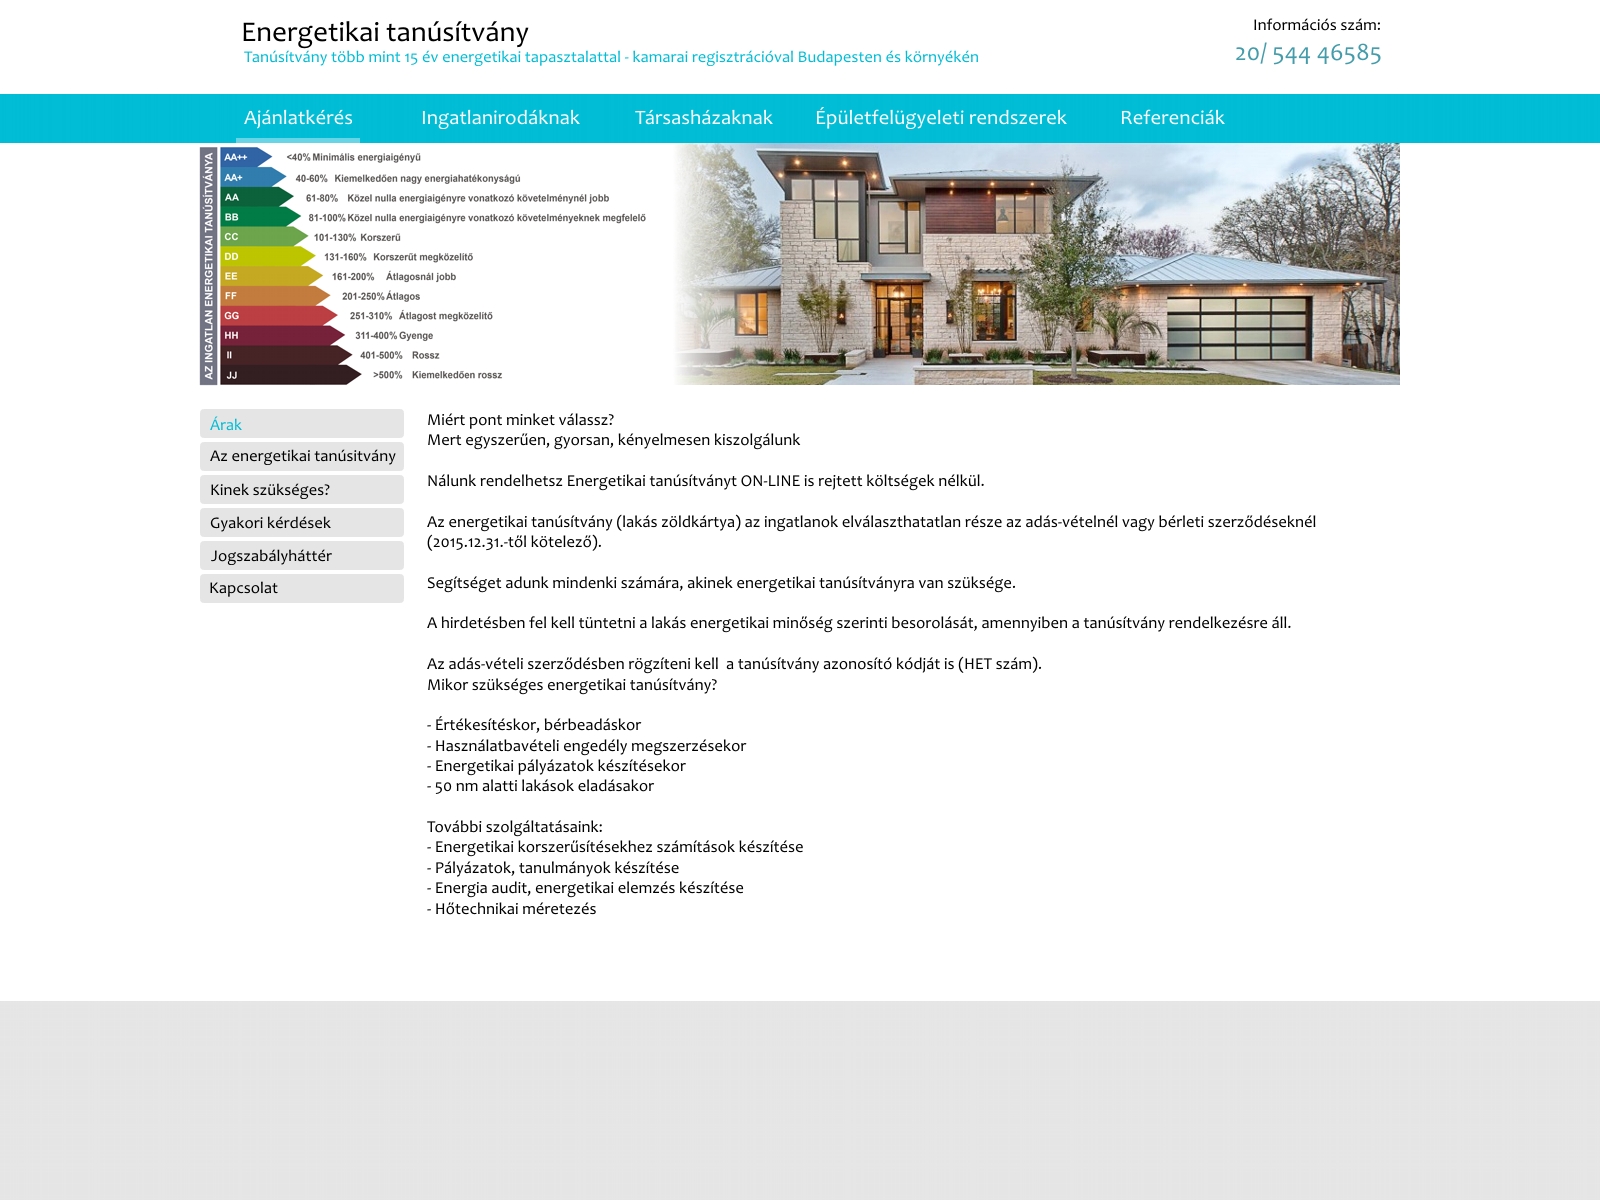 Energetikai tanúsítvány
Tanúsítvány több mint 15 év energetikai tapasztalattal - kamarai regisztrációval Budapesten és környékén
Információs szám:
20/ 544 46585
Ajánlatkérés
Ingatlanirodáknak
Társasházaknak
Épületfelügyeleti rendszerek
Referenciák
AZ INGATLAN ENERGETIKAI TANÚSÍTVÁNYA
AA++ <40% Minimális energiaigényű
AA+ 40-60% Kiemelkedően nagy energiahatékonyságú
AA 61-80% Közel nulla energiaigényre vonatkozó követelménynél jobb
BB 81-100% Közel nulla energiaigényre vonatkozó követelményeknek megfelelő
CC 101-130% Korszerű
DD 131-160% Korszerűt megközelítő
EE 161-200% Átlagosnál jobb
FF 201-250% Átlagos
GG 251-310% Átlagost megközelítő
HH 311-400% Gyenge
II 401-500% Rossz
JJ >500% Kiemelkedően rossz
Árak
Az energetikai tanúsitvány
Kinek szükséges?
Gyakori kérdések
Jogszabályháttér
Kapcsolat
Miért pont minket válassz?
Mert egyszerűen, gyorsan, kényelmesen kiszolgálunk
Nálunk rendelhetsz Energetikai tanúsítványt ON-LINE is rejtett költségek nélkül.
Az energetikai tanúsítvány (lakás zöldkártya) az ingatlanok elválaszthatatlan része az adás-vételnél vagy bérleti szerződéseknél
(2015.12.31.-től kötelező).
Segítséget adunk mindenki számára, akinek energetikai tanúsítványra van szüksége.
A hirdetésben fel kell tüntetni a lakás energetikai minőség szerinti besorolását, amennyiben a tanúsítvány rendelkezésre áll.
Az adás-vételi szerződésben rögzíteni kell  a tanúsítvány azonosító kódját is (HET szám).
Mikor szükséges energetikai tanúsítvány?
- Értékesítéskor, bérbeadáskor
- Használatbavételi engedély megszerzésekor
- Energetikai pályázatok készítésekor
- 50 nm alatti lakások eladásakor
További szolgáltatásaink:
- Energetikai korszerűsítésekhez számítások készítése
- Pályázatok, tanulmányok készítése
- Energia audit, energetikai elemzés készítése
- Hőtechnikai méretezés